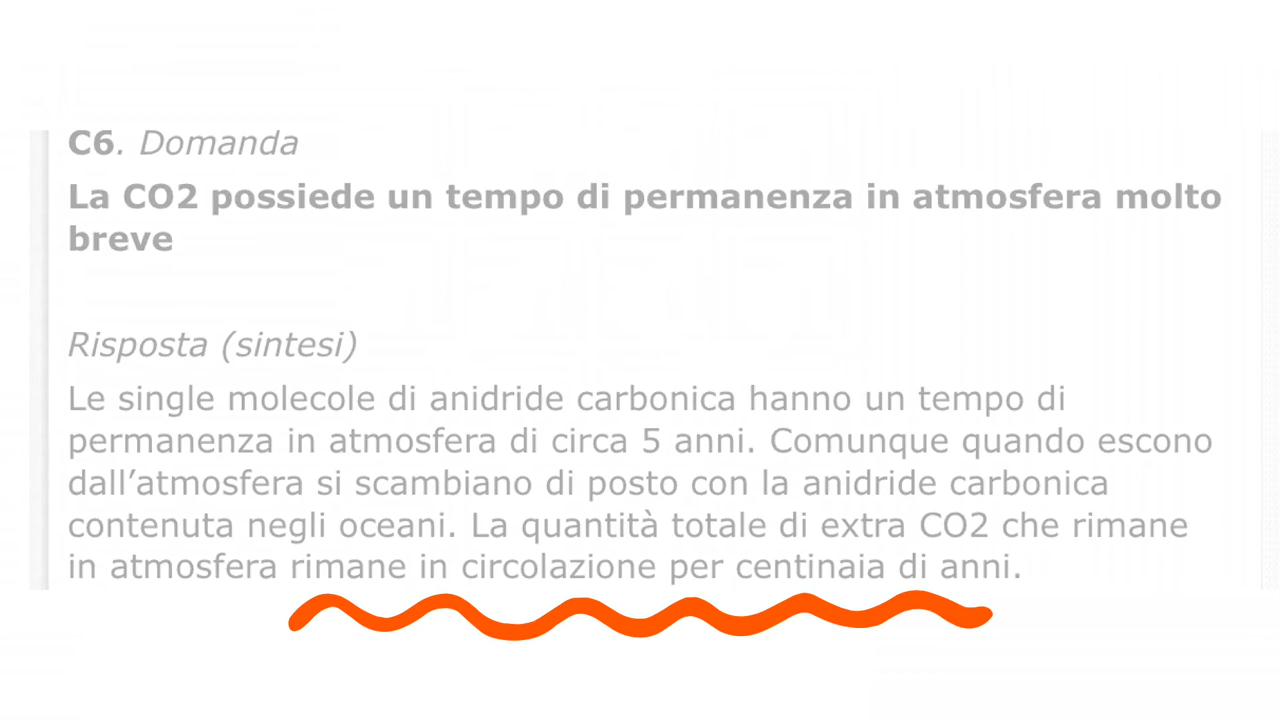 C6. Domanda
La CO2 possiede un tempo di permanenza in atmosfera molto
breve
Risposta (sintesi)
Le single molecole di anidride carbonica hanno un tempo di
permanenza in atmosfera di circa 5 anni. Comunque quando escono
dall’atmosfera si scambiano di posto con la anidride carbonica
contenuta negli oceani. La quantità totale di extra CO2 che rimane
in atmosfera rimane in circolazione per centinaia di anni.